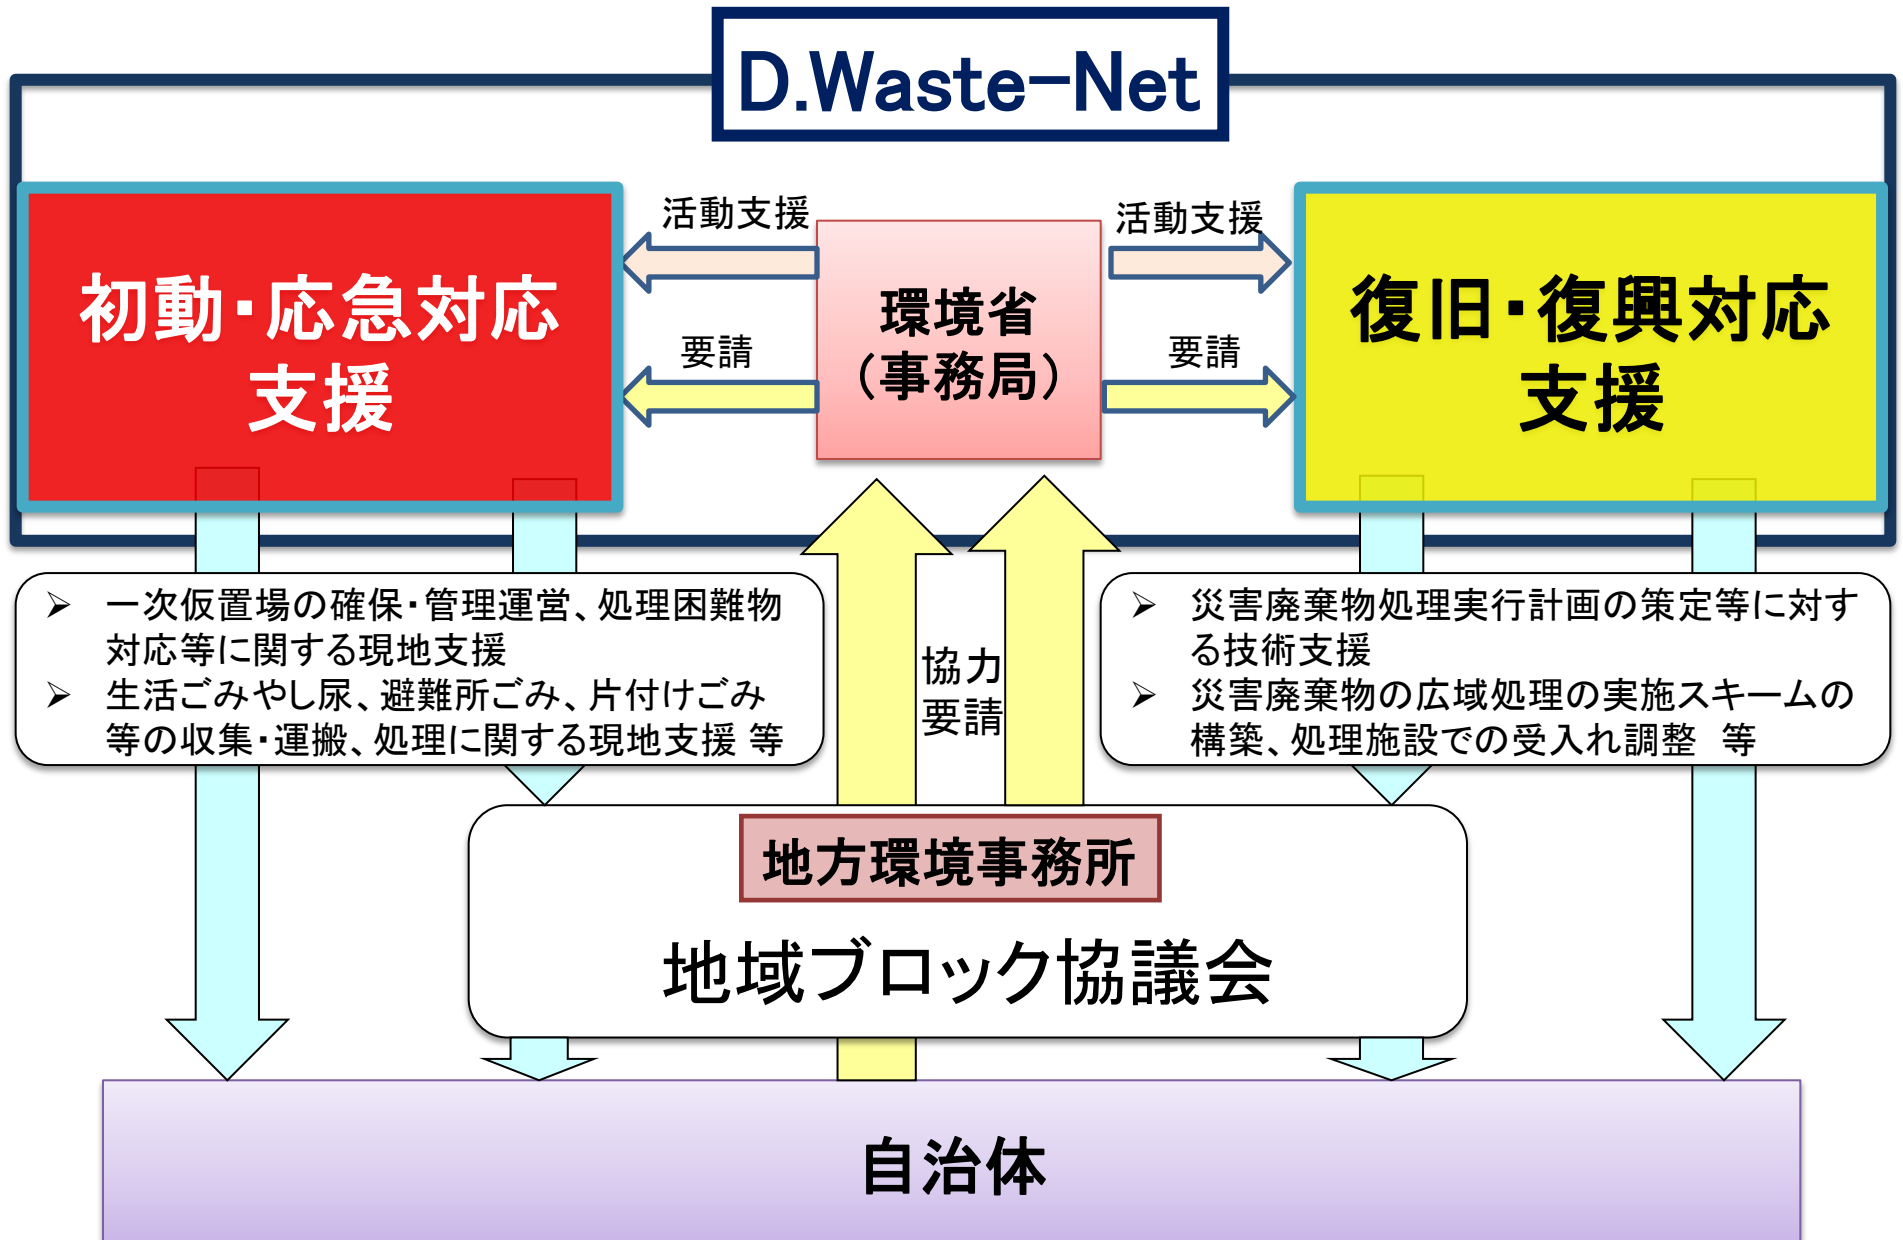 D.Waste-Net
初動・応急対応
支援
活動支援
要請
環境省
(事務局)
活動支援
要請
復旧・復興対応
支援
➢ 一次仮置場の確保・管理運営、処理困難物
対応等に関する現地支援
➢ 生活ごみやし尿、避難所ごみ、片付けごみ
等の収集・運搬、処理に関する現地支援 等
協力
要請
➢ 災害廃棄物処理実行計画の策定等に対す
る技術支援
➢ 災害廃棄物の広域処理の実施スキームの
構築、処理施設での受入れ調整　等
地方環境事務所
地域ブロック協議会
自治体